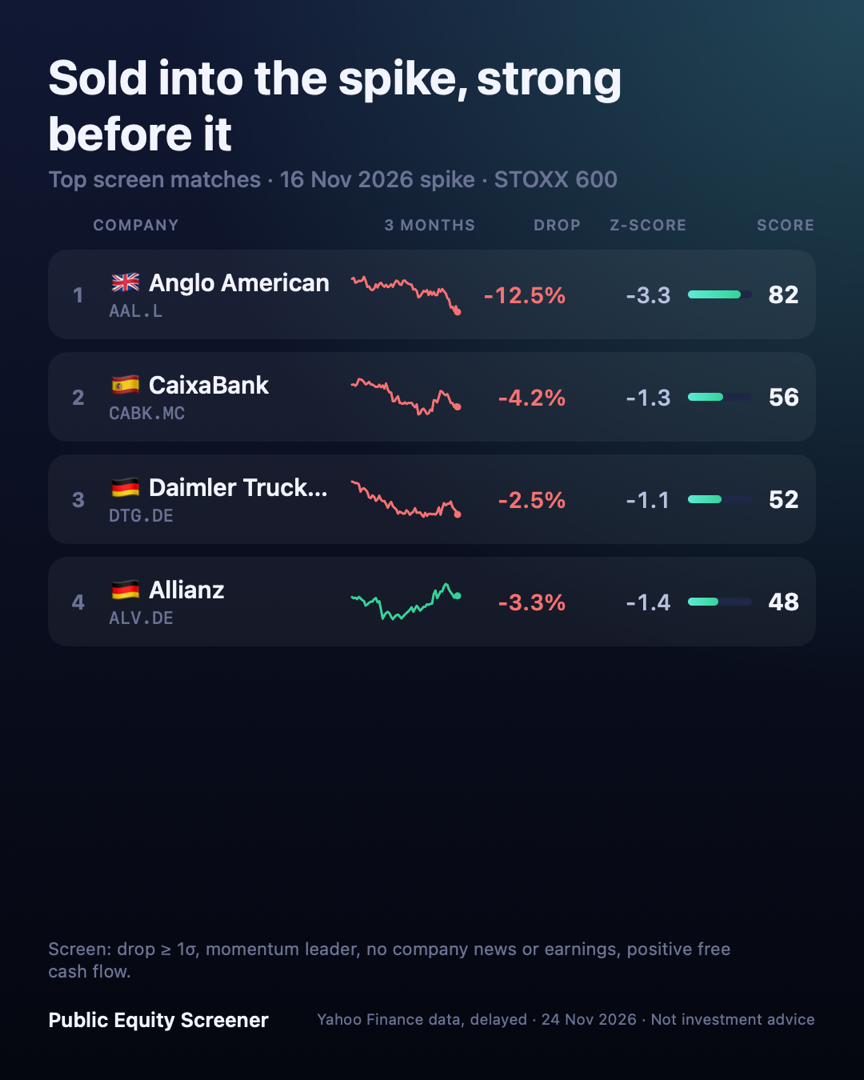 Sold into the spike, strong
before it
Top screen matches · 16 Nov 2026 spike · STOXX 600
COMPANY 3 MONTHS DROP Z-SCORE SCORE
1 🇬🇧 Anglo American -12.5% -3.3 82
AAL.L
2 🇪🇸 CaixaBank -4.2% -1.3 56
CABK.MC
3 🇩🇪 Daimler Truck... -2.5% -1.1 52
DTG.DE
4 🇩🇪 Allianz -3.3% -1.4 48
ALV.DE
Screen: drop ≥ 1σ, momentum leader, no company news or earnings, positive free
cash flow.
Public Equity Screener Yahoo Finance data, delayed · 24 Nov 2026 · Not investment advice